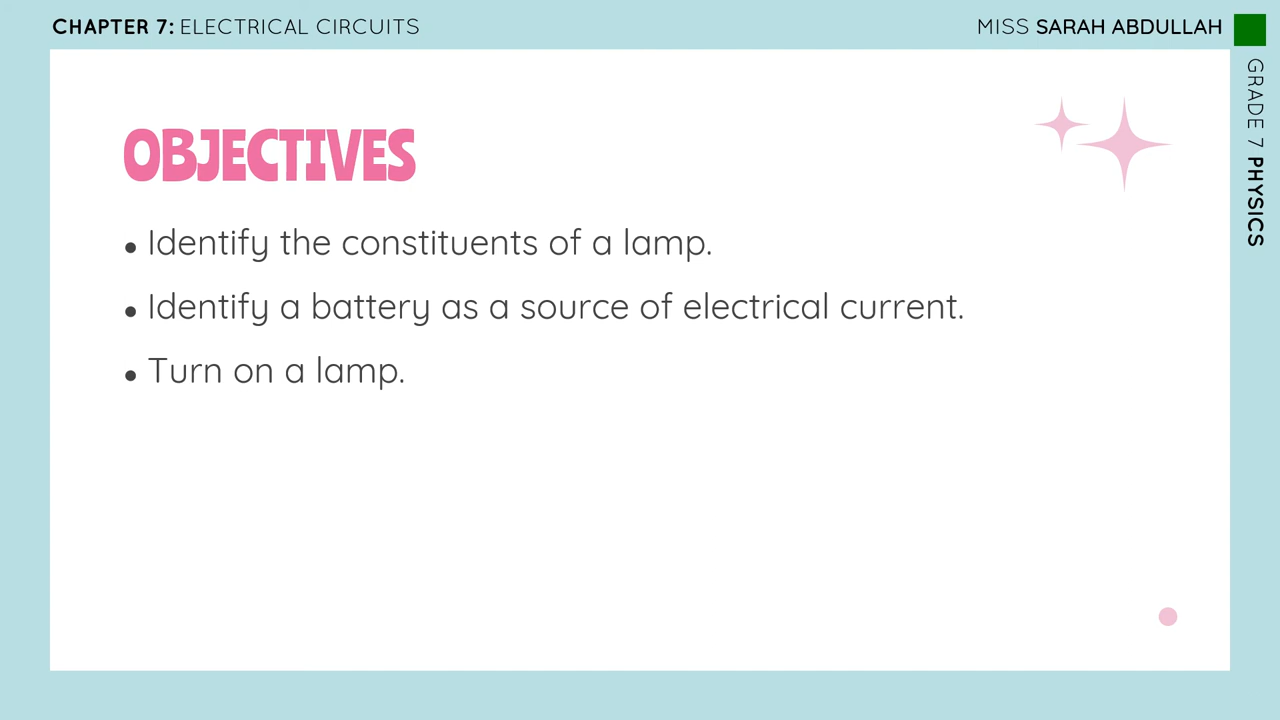 CHAPTER 7: ELECTRICAL CIRCUITS
MISS SARAH ABDULLAH
GRADE 7 PHYSICS
OBJECTIVES
• Identify the constituents of a lamp.
• Identify a battery as a source of electrical current.
• Turn on a lamp.